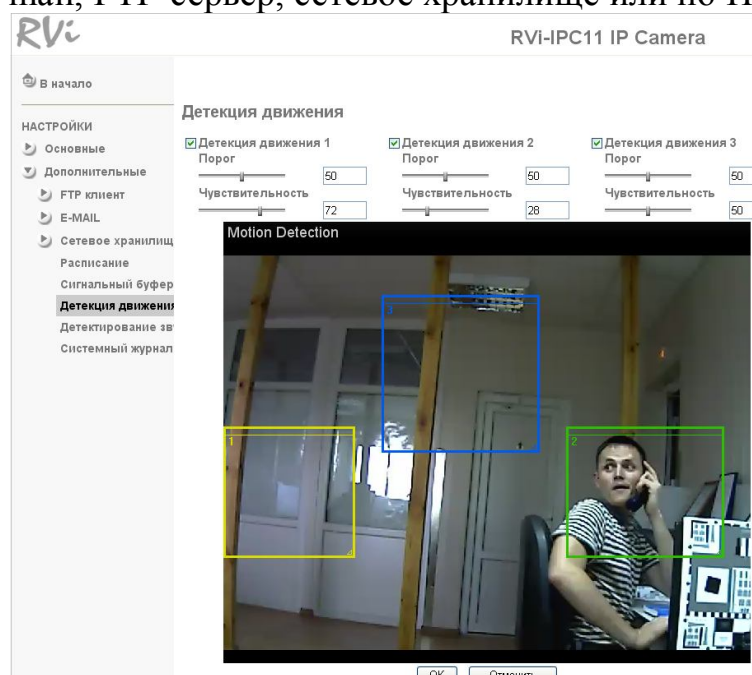 RVi
RVi-IPC11 IP Camera
В начало
НАСТРОЙКИ
Основные
Дополнительные
FTP клиент
E-MAIL
Сетевое хранилищ
Расписание
Сигнальный буфер
Детекция движения
Детектирование зв
Системный журнал
Детекция движения
Детекция движения 1
Порог
50
Чувствительность
72
Детекция движения 2
Порог
50
Чувствительность
28
Детекция движения 3
Порог
50
Чувствительность
50
Motion Detection
1
3
2